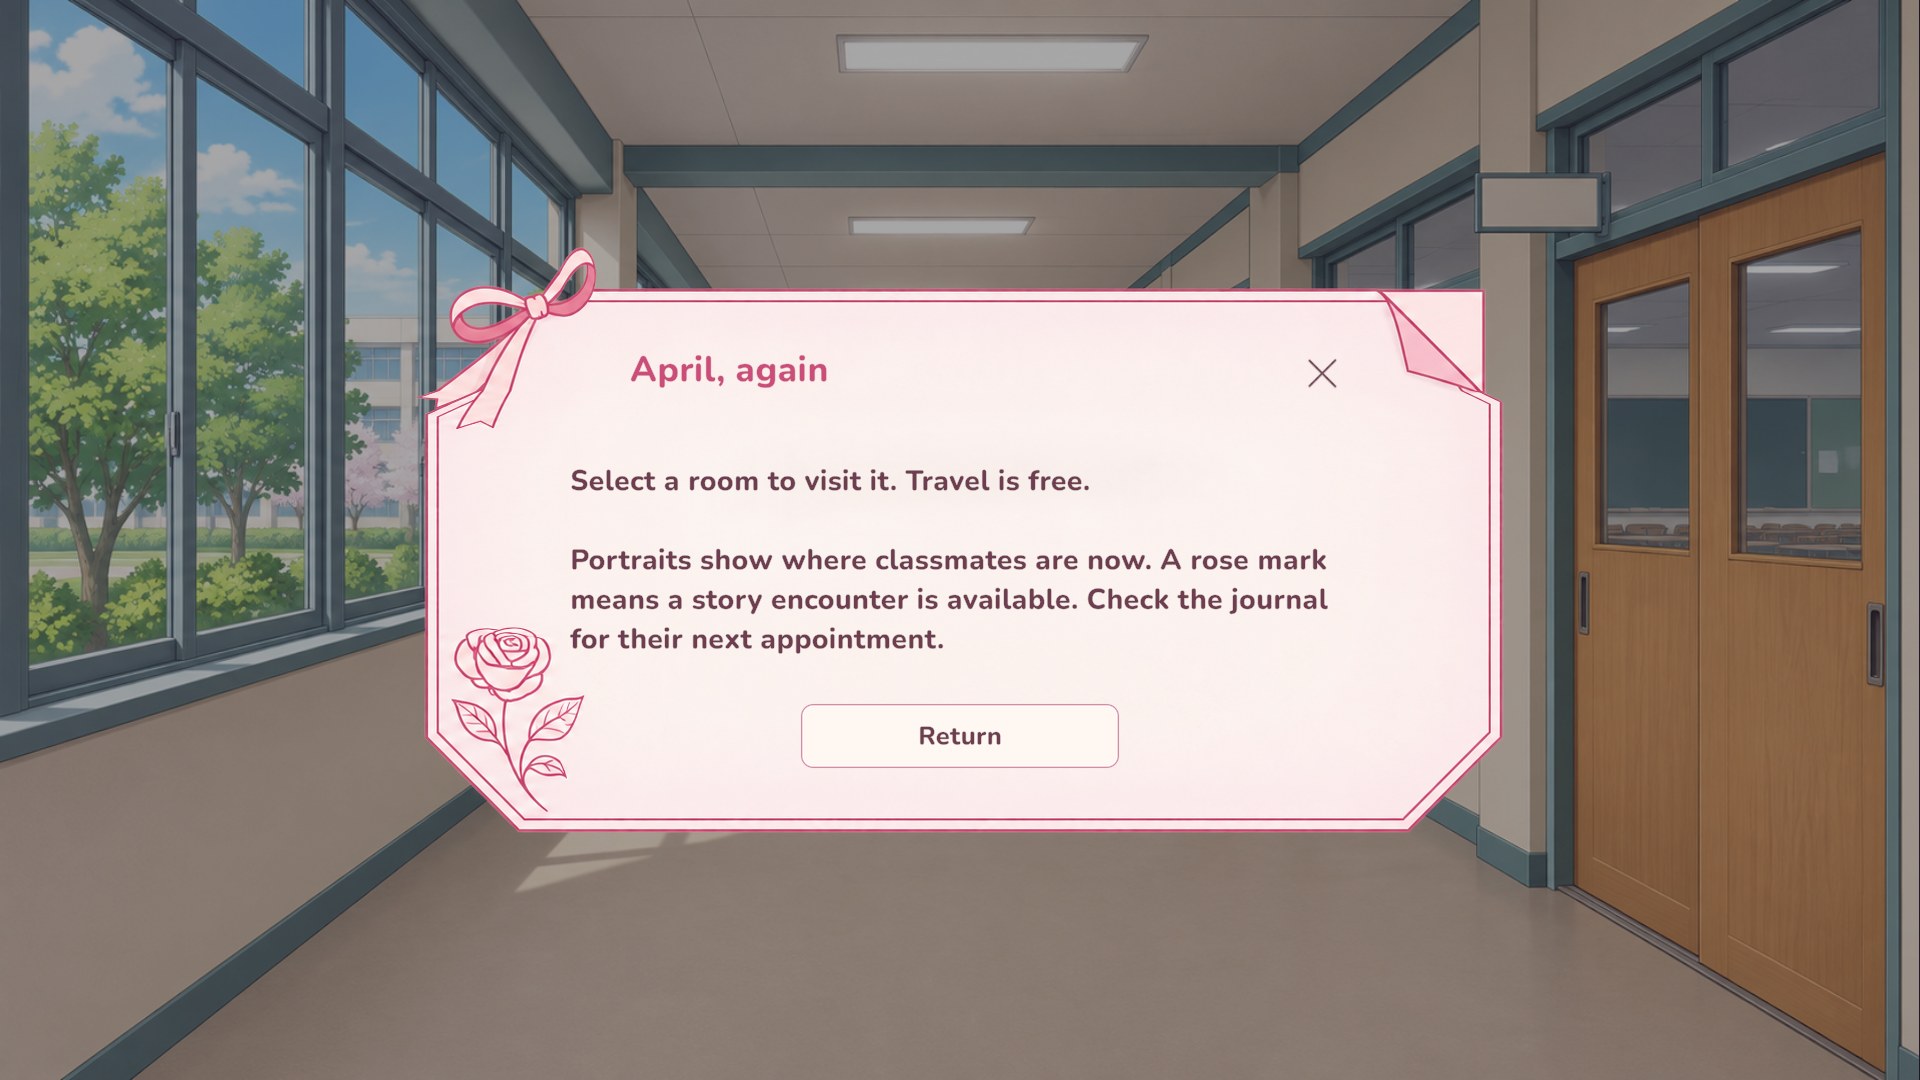 April, again
Select a room to visit it. Travel is free.
Portraits show where classmates are now. A rose mark
means a story encounter is available. Check the journal
for their next appointment.
Return